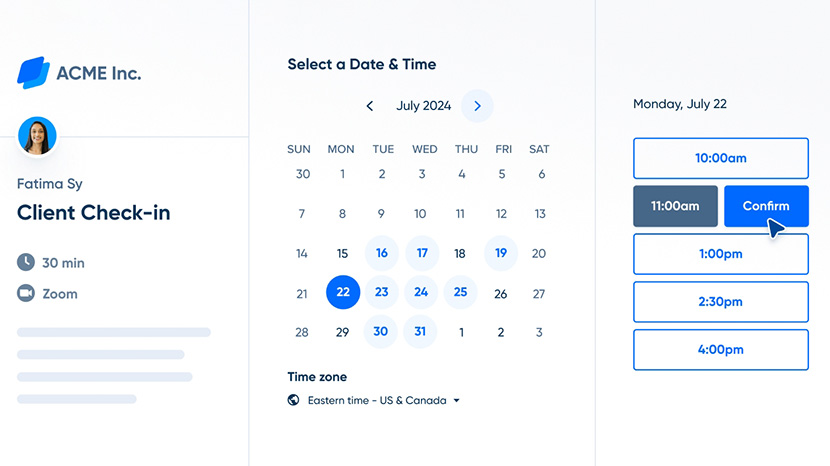 ACME Inc.
Fatima Sy
Client Check-in
30 min
Zoom
Select a Date & Time
July 2024
SUN MON TUE WED THU FRI SAT
30 1 2 3 4 5 6
7 8 9 10 11 12 13
14 15 16 17 18 19 20
21 22 23 24 25 26 27
28 29 30 31 1 2 3
Time zone
Eastern time - US & Canada
Monday, July 22
10:00am
11:00am Confirm
1:00pm
2:30pm
4:00pm